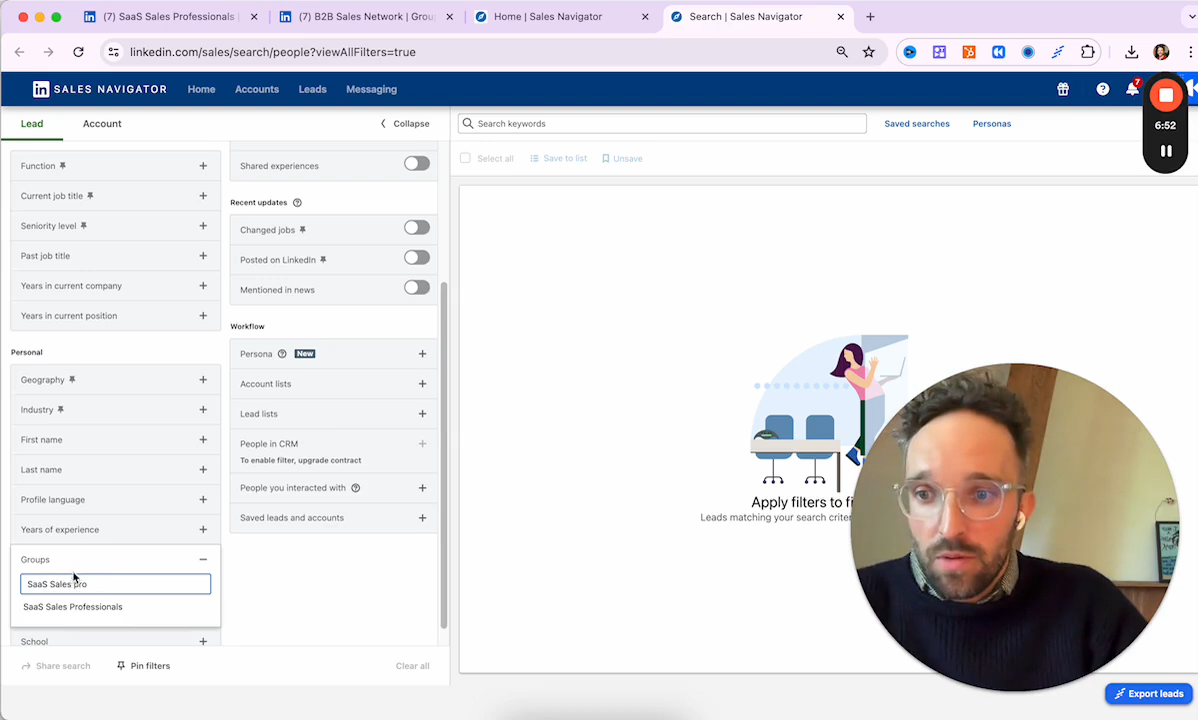 (7) SaaS Sales Professionals |
(7) B2B Sales Network | Grou
Home | Sales Navigator
Search | Sales Navigator
linkedin.com/sales/search/people?viewAllFilters=true
in SALES NAVIGATOR
Home
Accounts
Leads
Messaging
7
6:52
Lead
Account
Collapse
Search keywords
Saved searches
Personas
Select all
Save to list
Unsave
Function
Current job title
Seniority level
Past job title
Years in current company
Years in current position
Personal
Geography
Industry
First name
Last name
Profile language
Years of experience
Groups
SaaS Sales pro
SaaS Sales Professionals
School
Shared experiences
Recent updates
Changed jobs
Posted on LinkedIn
Mentioned in news
Workflow
Persona New
Account lists
Lead lists
People in CRM
To enable filter, upgrade contract
People you interacted with
Saved leads and accounts
Share search
Pin filters
Clear all
Apply filters to
Leads matching your search
Export leads